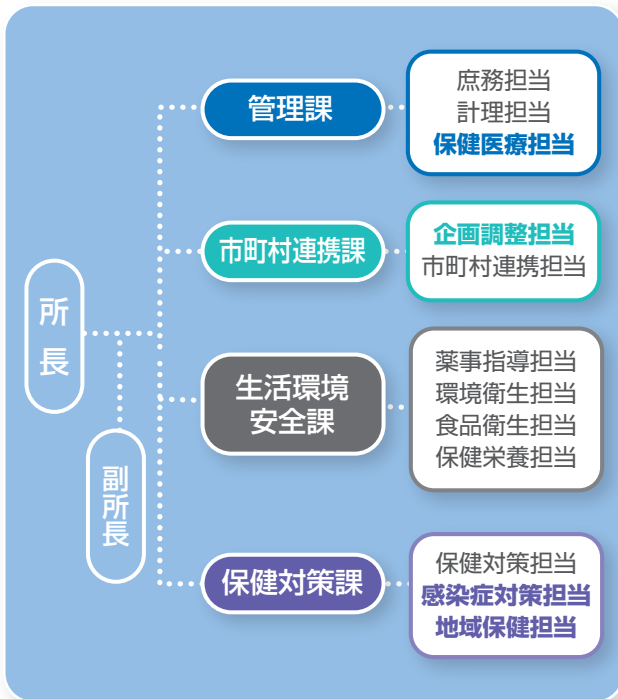 所長
副所長
管理課
庶務担当
計理担当
保健医療担当
市町村連携課
企画調整担当
市町村連携担当
生活環境
安全課
薬事指導担当
環境衛生担当
食品衛生担当
保健栄養担当
保健対策課
保健対策担当
感染症対策担当
地域保健担当